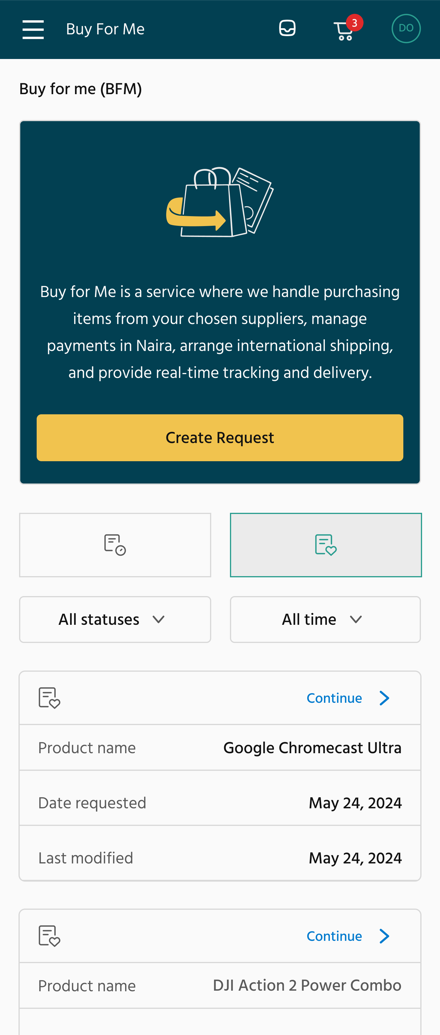 Buy For Me
3
DO
Buy for me (BFM)
Buy for Me is a service where we handle purchasing
items from your chosen suppliers, manage
payments in Naira, arrange international shipping,
and provide real-time tracking and delivery.
Create Request
All statuses
All time
Continue
Product name Google Chromecast Ultra
Date requested May 24, 2024
Last modified May 24, 2024
Continue
Product name DJI Action 2 Power Combo